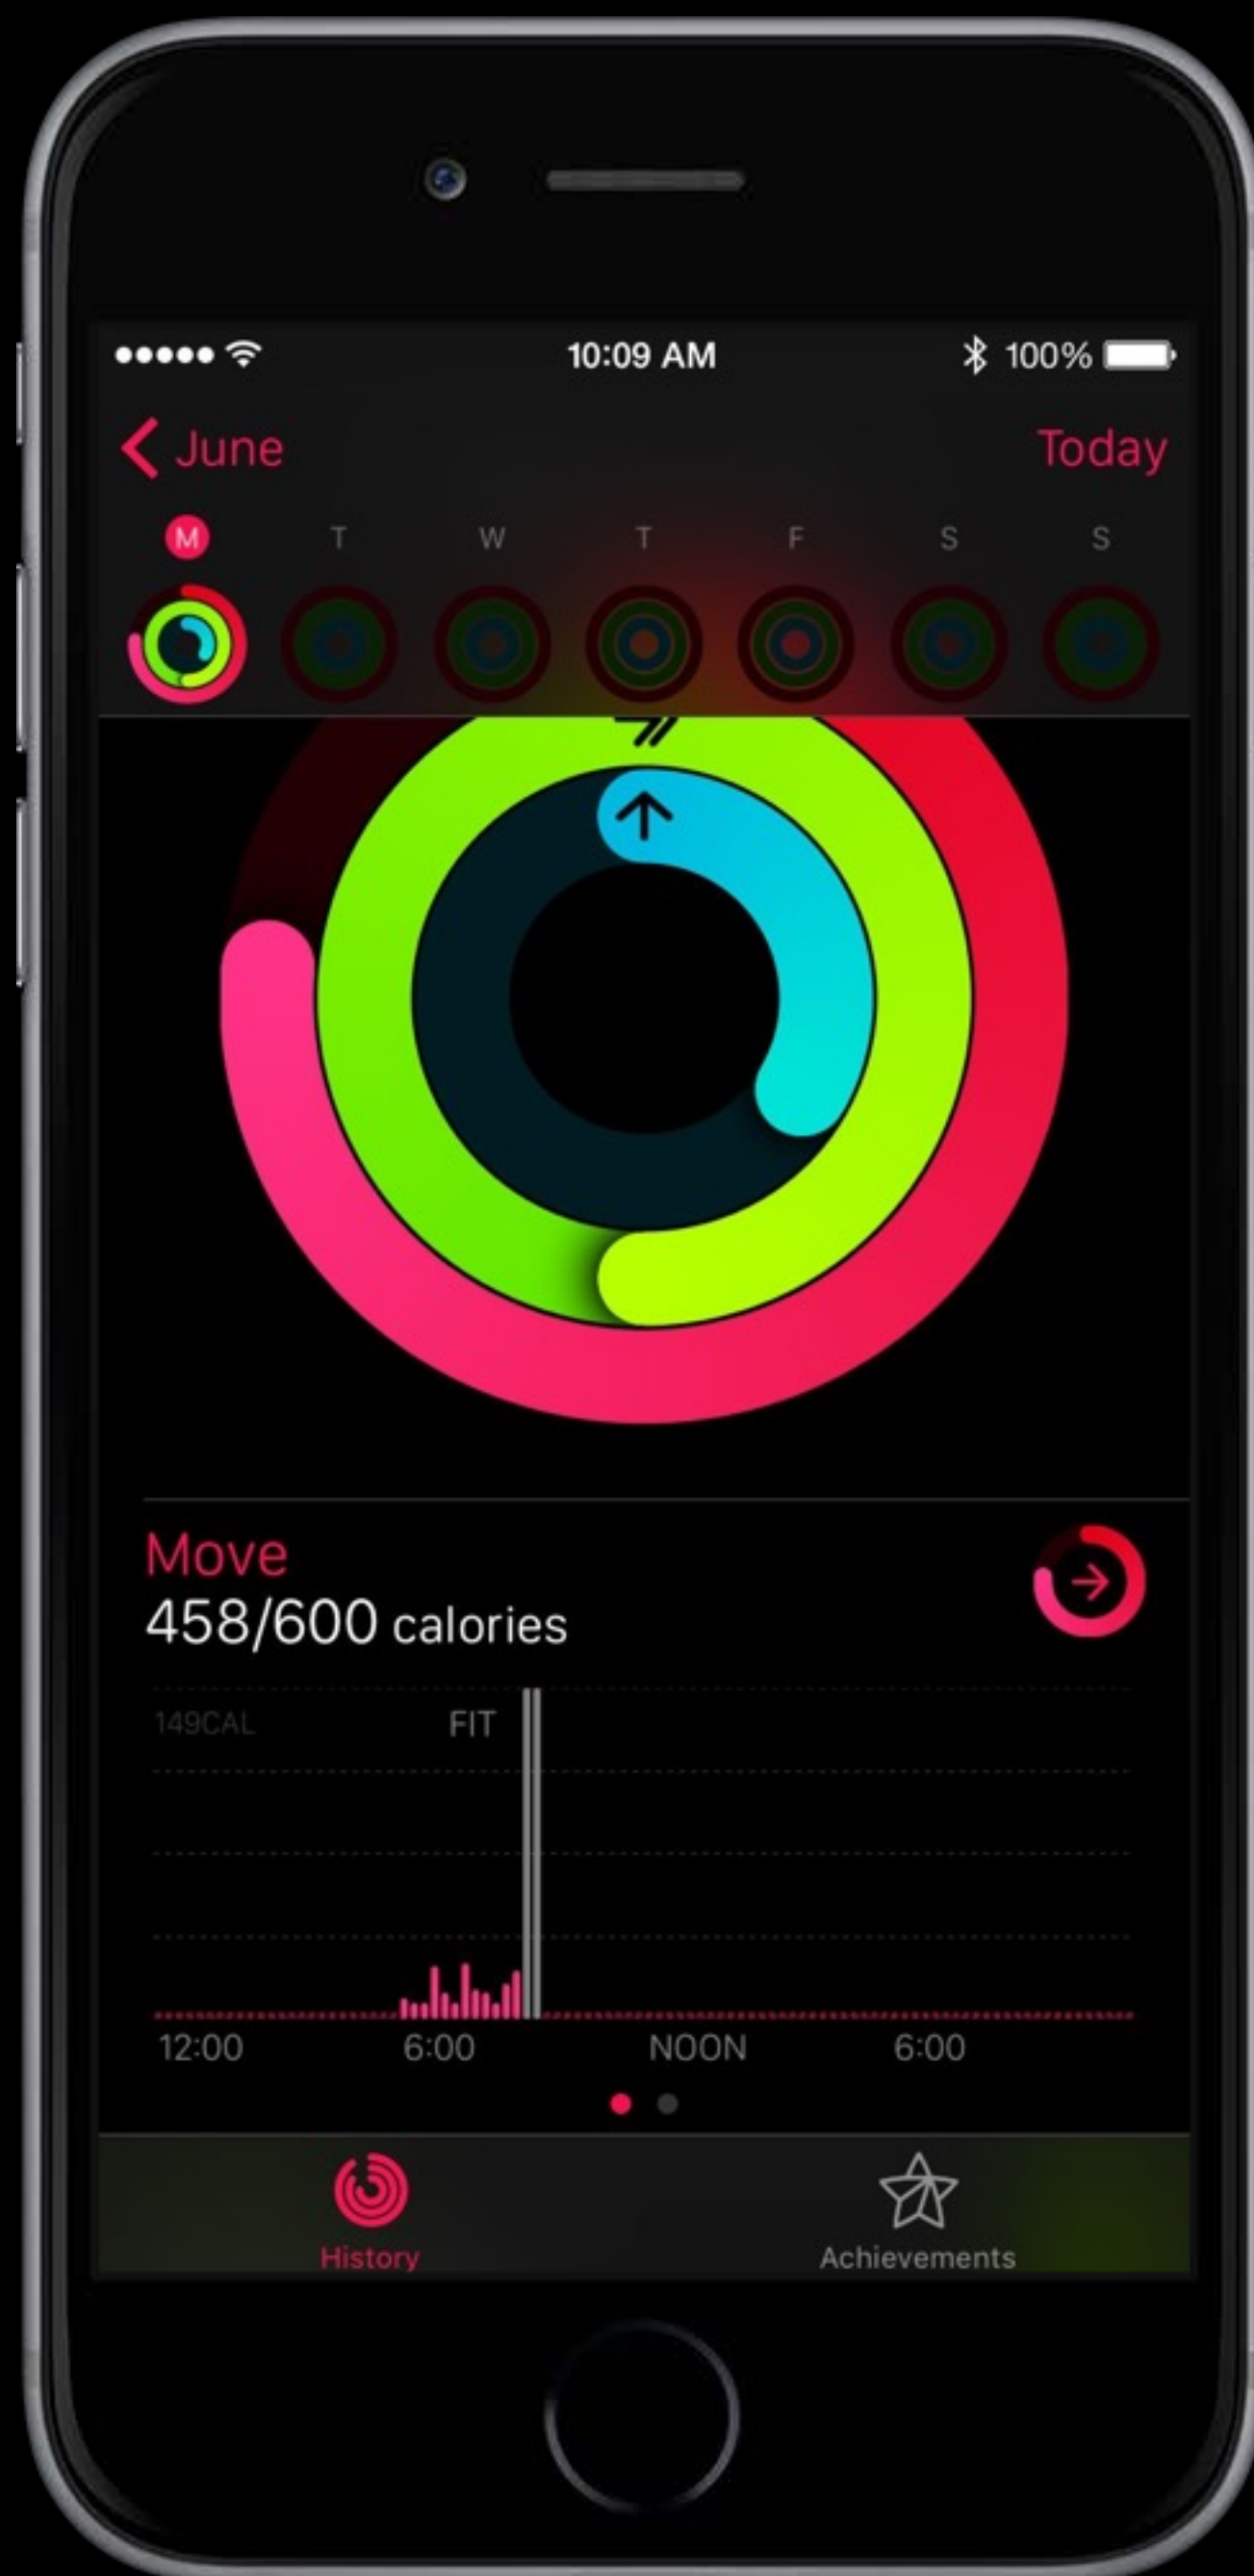 10:09 AM 100%
June Today
M T W T F S S
Move
458/600 calories
149CAL FIT
12:00 6:00 NOON 6:00
History Achievements